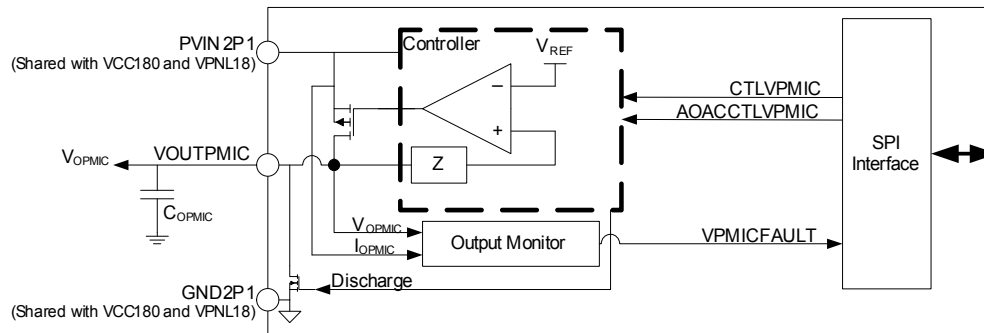 PVIN2P1
(Shared with VCC180 and VPNL18)
Controller
VREF
−
+
Z
CTLVPMIC
AOACCTLVPMIC
SPI
Interface
VOPMIC
VOUTPMIC
COPMIC
VOPMIC
IOPMIC
Output Monitor
VPMICFAULT
Discharge
GND2P1
(Shared with VCC180 and VPNL18)